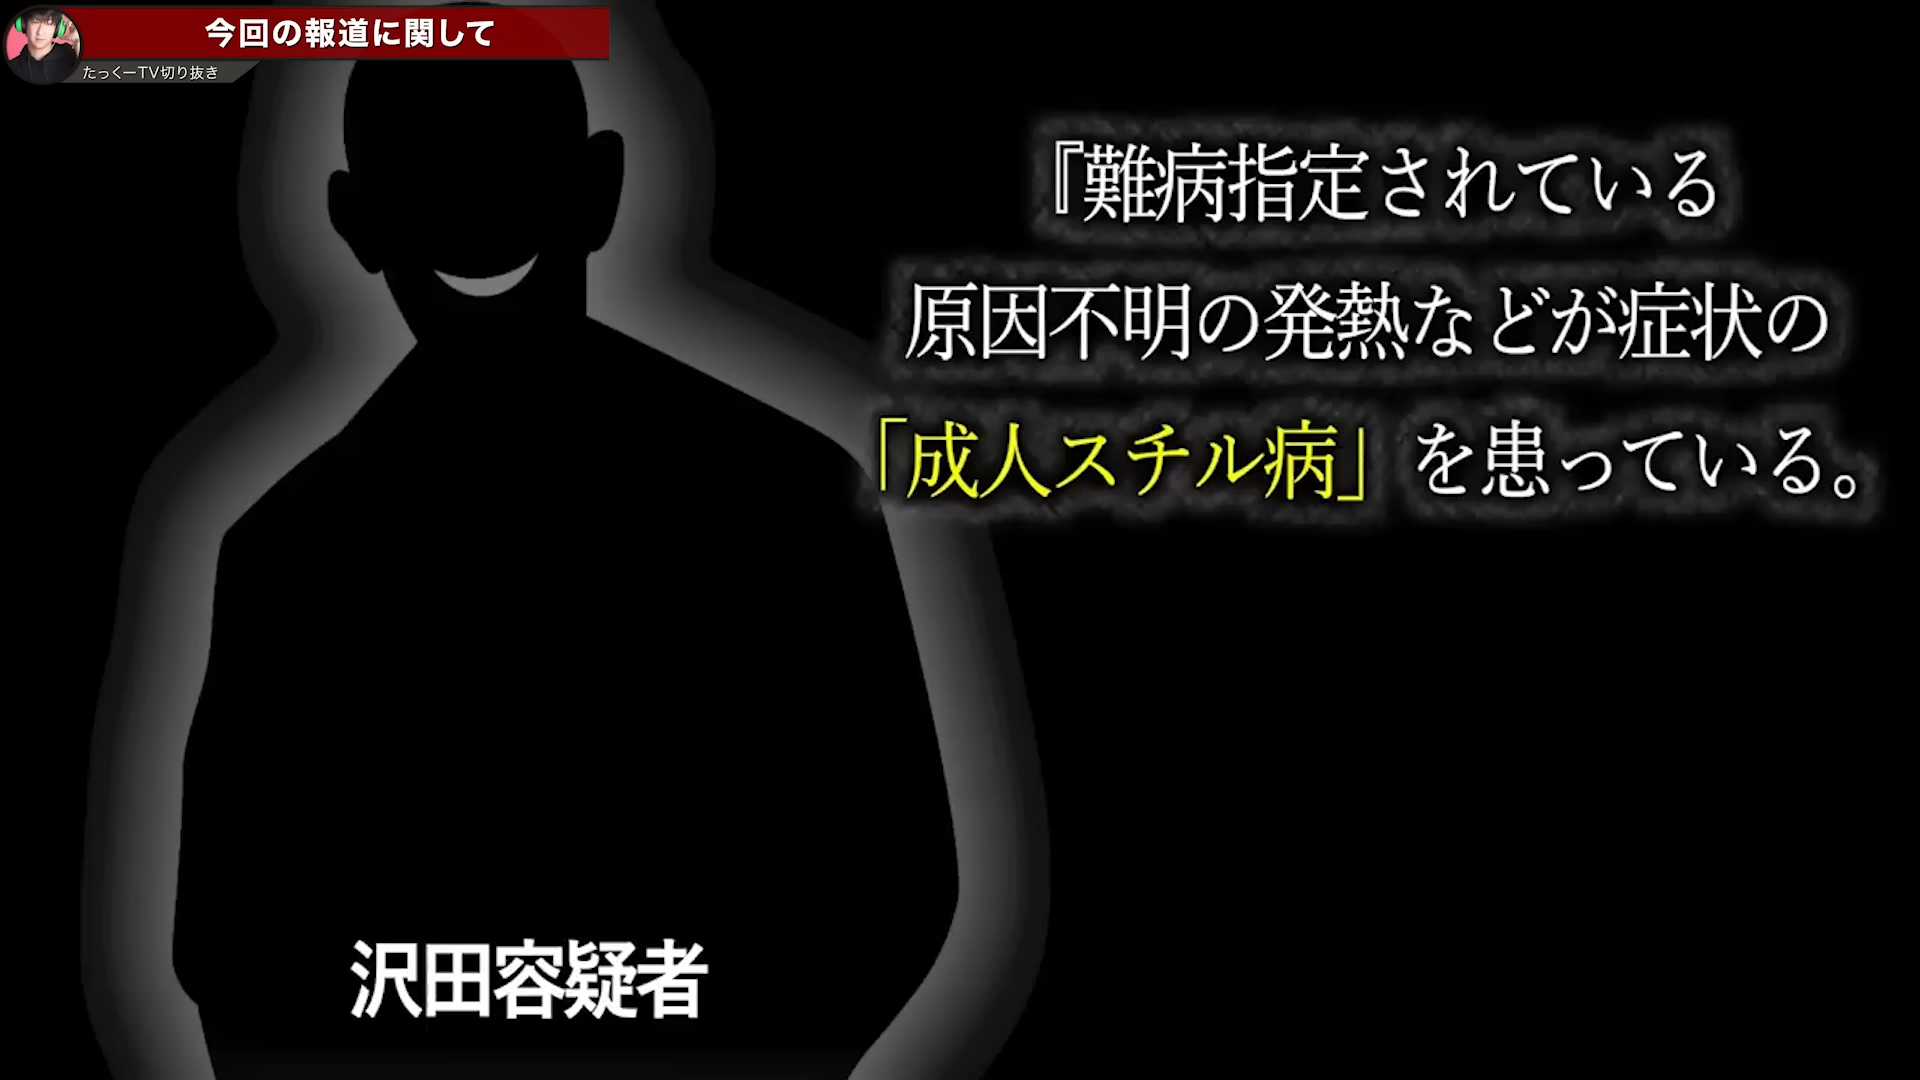 今回の報道に関して
たっくーTV切り抜き
『難病指定されている
原因不明の発熱などが症状の
「成人スチル病」を患っている。
沢田容疑者